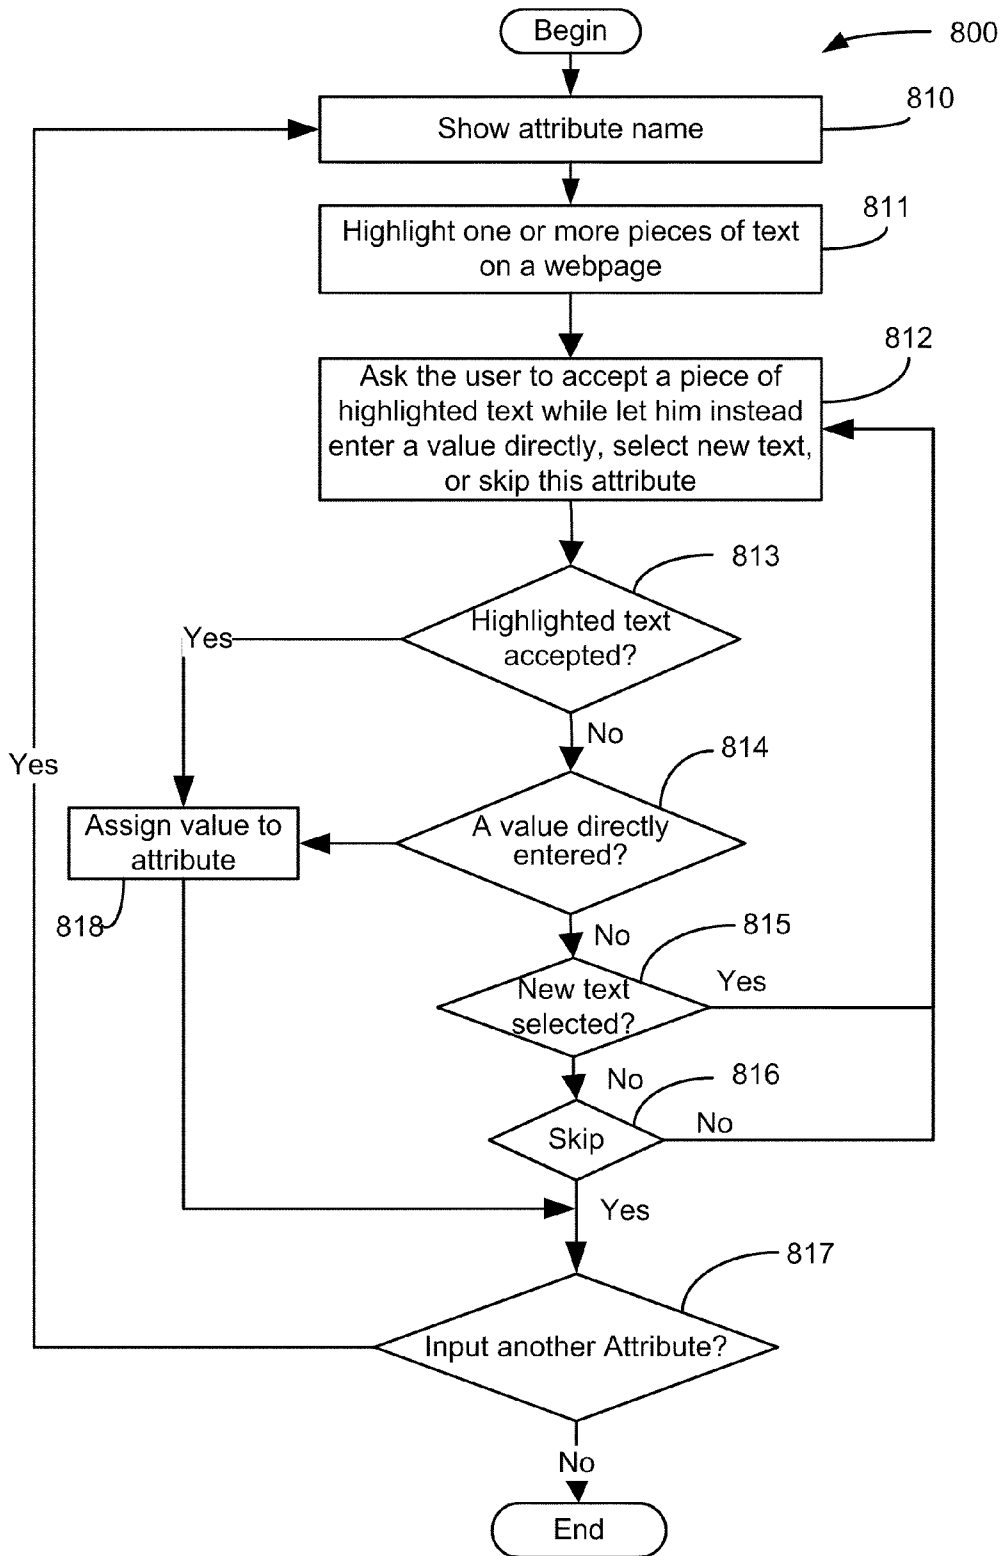 Begin
800
810
Show attribute name
811
Highlight one or more pieces of text
on a webpage
812
Ask the user to accept a piece of
highlighted text while let him instead
enter a value directly, select new text,
or skip this attribute
813
Highlighted text
accepted?
Yes
No
814
Yes
A value directly
entered?
Assign value to
attribute
818
No
815
New text
selected?
Yes
No
816
Skip
No
Yes
817
Input another Attribute?
No
End